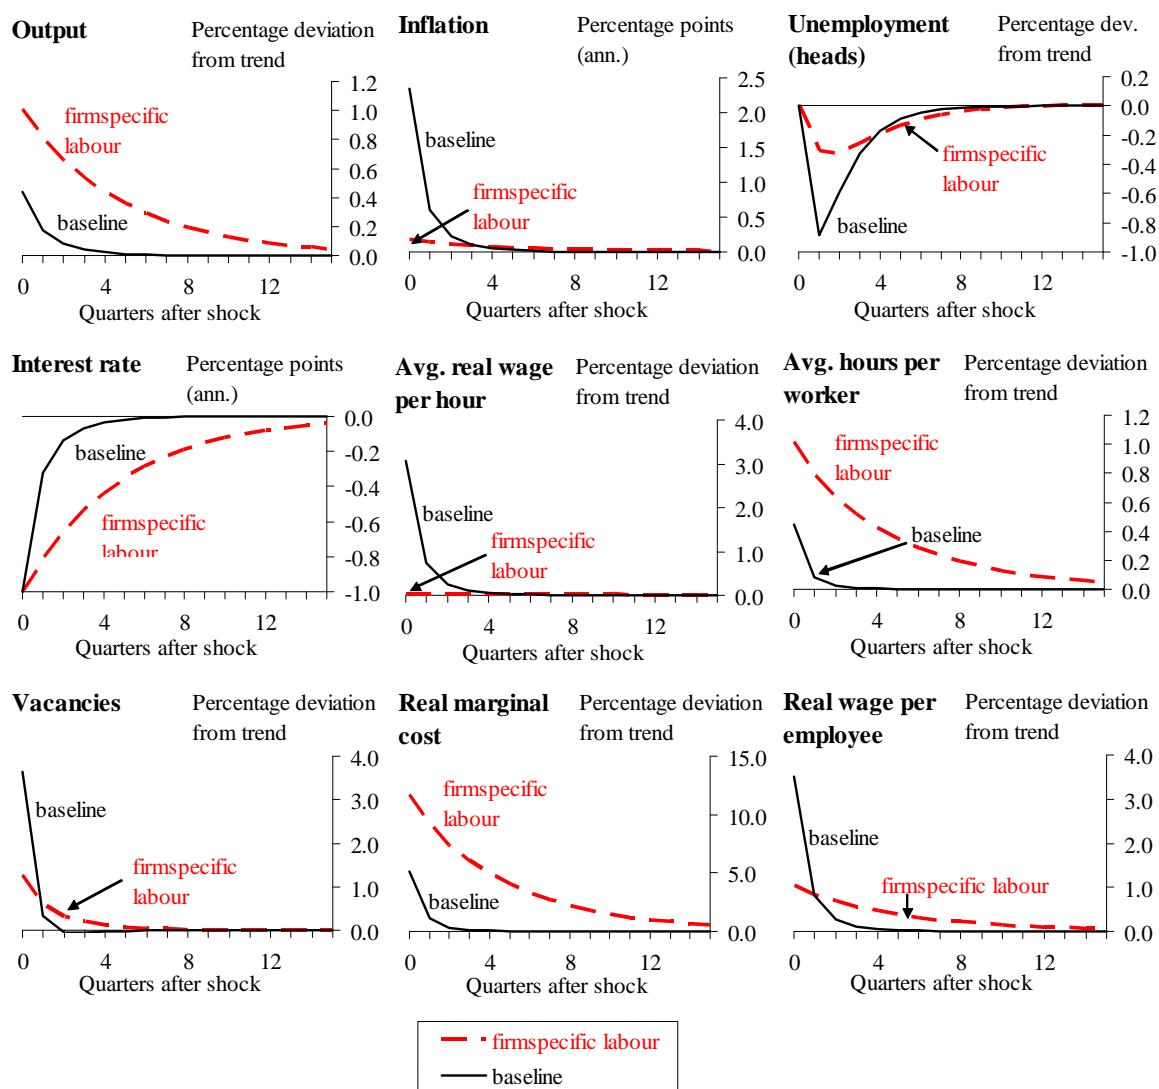 Output
Percentage deviation
from trend
1.2
1.0
0.8
0.6
0.4
0.2
0.0
firmspecific
labour
baseline
0 4 8 12
Quarters after shock
Inflation
Percentage points
(ann.)
2.5
2.0
1.5
1.0
0.5
0.0
baseline
firmspecific
labour
0 4 8 12
Quarters after shock
Unemployment
(heads)
Percentage dev.
from trend
0.2
0.0
-0.2
-0.4
-0.6
-0.8
-1.0
firmspecific
labour
baseline
0 4 8 12
Quarters after shock
Interest rate
Percentage points
(ann.)
0.0
-0.2
-0.4
-0.6
-0.8
-1.0
baseline
firmspecific
labour
0 4 8 12
Quarters after shock
Avg. real wage
per hour
Percentage deviation
from trend
4.0
3.0
2.0
1.0
0.0
baseline
firmspecific
labour
0 4 8 12
Quarters after shock
Avg. hours per
worker
Percentage deviation
from trend
1.2
1.0
0.8
0.6
0.4
0.2
0.0
firmspecific
labour
baseline
0 4 8 12
Quarters after shock
Vacancies
Percentage deviation
from trend
4.0
3.0
2.0
1.0
0.0
baseline
firmspecific
labour
0 4 8 12
Quarters after shock
Real marginal
cost
Percentage deviation
from trend
15.0
10.0
5.0
0.0
firmspecific
labour
baseline
0 4 8 12
Quarters after shock
Real wage per
employee
Percentage deviation
from trend
4.0
3.0
2.0
1.0
0.0
baseline
firmspecific labour
0 4 8 12
Quarters after shock
firmspecific labour
baseline